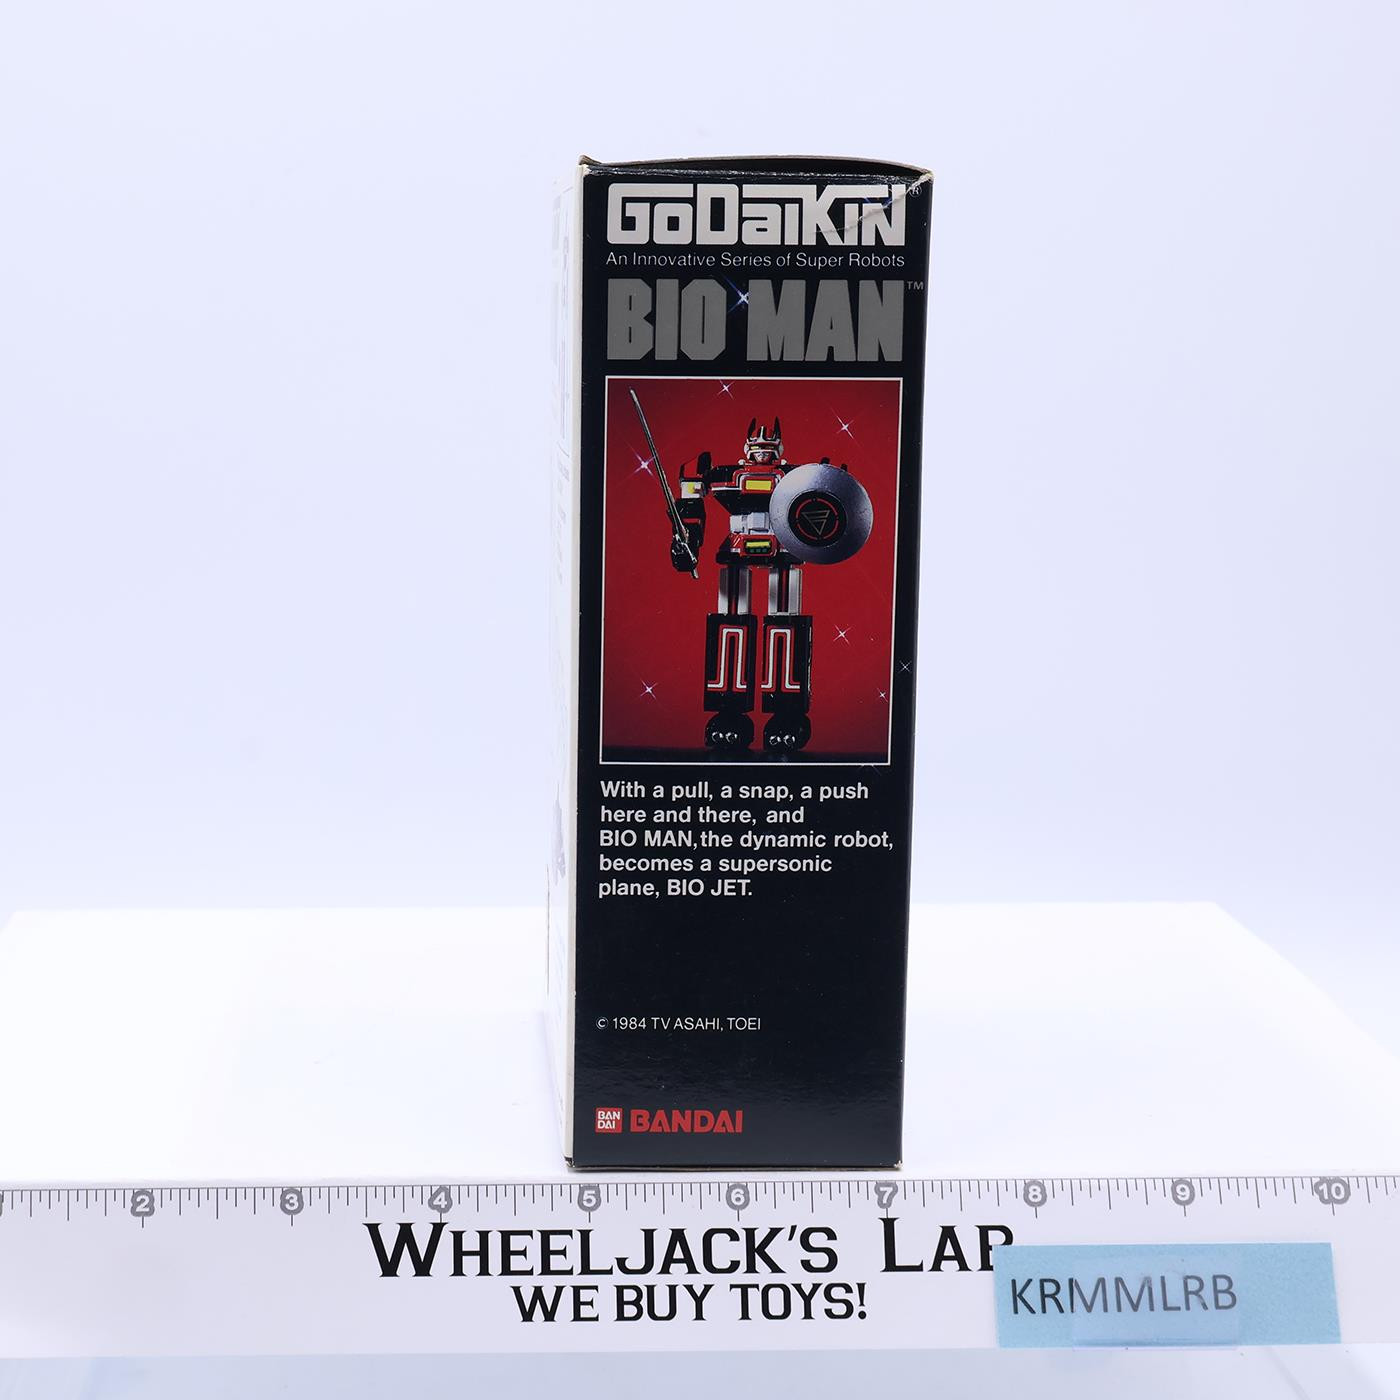 GODAIKIN®
An Innovative Series of Super Robots
BIO MAN™
With a pull, a snap, a push
here and there, and
BIO MAN, the dynamic robot,
becomes a supersonic
plane, BIO JET.
© 1984 TV ASAHI, TOEI
BAN
DAI
BANDAI
2 3 4 5 6 7 8 9 10
WHEELJACK'S LAB
WE BUY TOYS!
KRMMLRB